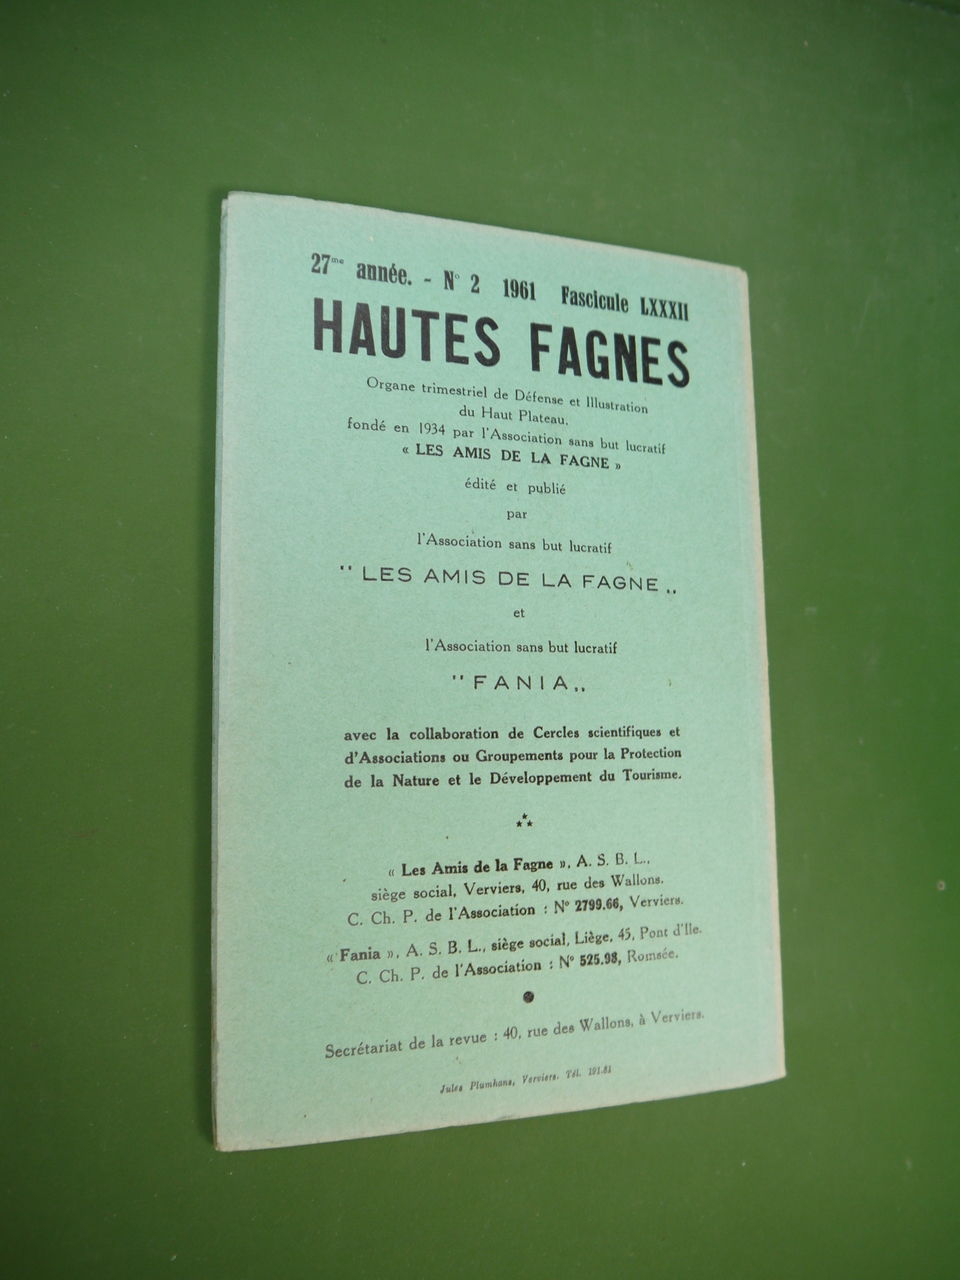 27me année. - N° 2 1961 Fascicule LXXXII
HAUTES FAGNES
Organe trimestriel de Défense et Illustration
du Haut Plateau,
fondé en 1934 par l'Association sans but lucratif
« LES AMIS DE LA FAGNE »
édité et publié
par
l'Association sans but lucratif
" LES AMIS DE LA FAGNE „
et
l'Association sans but lucratif
" FANIA „
avec la collaboration de Cercles scientifiques et
d'Associations ou Groupements pour la Protection
de la Nature et le Développement du Tourisme.
« Les Amis de la Fagne », A. S. B. L.,
siège social, Verviers, 40, rue des Wallons.
C. Ch. P. de l'Association : N° 2799.66, Verviers.
« Fania », A. S. B. L., siège social, Liège, 45, Pont d'Ile.
C. Ch. P. de l'Association : N° 525.98, Romsée.
Secrétariat de la revue : 40, rue des Wallons, à Verviers.
Jules Plumhans, Verviers. Tél. 101.81